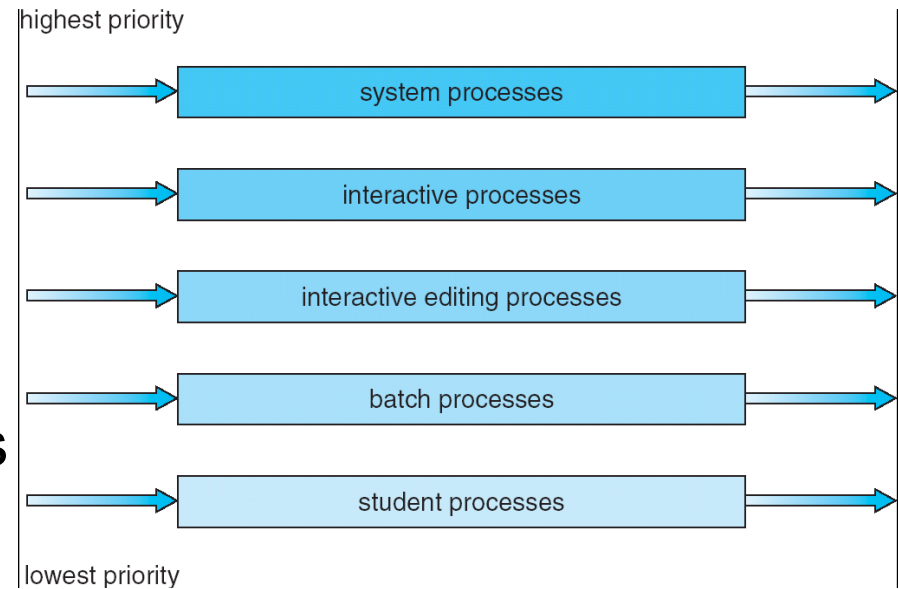 highest priority
system processes
interactive processes
interactive editing processes
batch processes
s
student processes
lowest priority